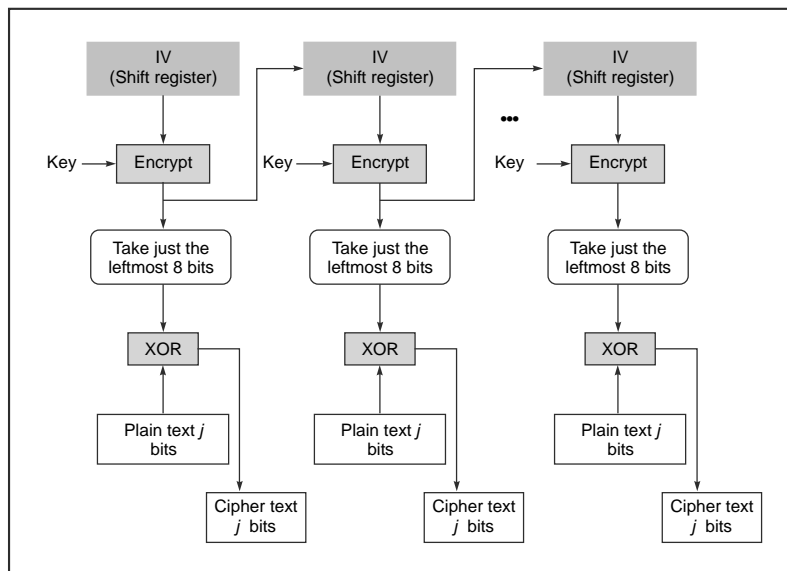 IV
(Shift register)
IV
(Shift register)
IV
(Shift register)
•••
Key
Encrypt
Key
Encrypt
Key
Encrypt
Take just the
leftmost 8 bits
Take just the
leftmost 8 bits
Take just the
leftmost 8 bits
XOR
XOR
XOR
Plain text j
bits
Plain text j
bits
Plain text j
bits
Cipher text
j bits
Cipher text
j bits
Cipher text
j bits